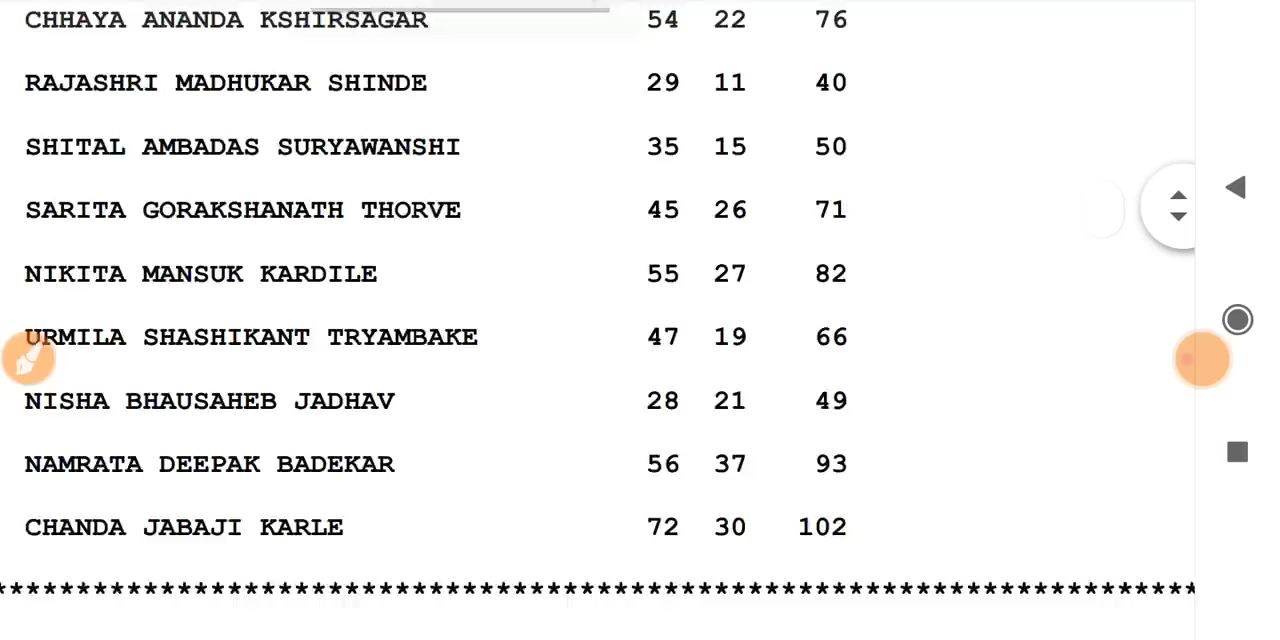 CHHAYA ANANDA KSHIRSAGAR 54 22 76
RAJASHRI MADHUKAR SHINDE 29 11 40
SHITAL AMBADAS SURYAWANSHI 35 15 50
SARITA GORAKSHANATH THORVE 45 26 71
NIKITA MANSUK KARDILE 55 27 82
URMILA SHASHIKANT TRYAMBAKE 47 19 66
NISHA BHAUSAHEB JADHAV 28 21 49
NAMRATA DEEPAK BADEKAR 56 37 93
CHANDA JABAJI KARLE 72 30 102
***********************************************************************